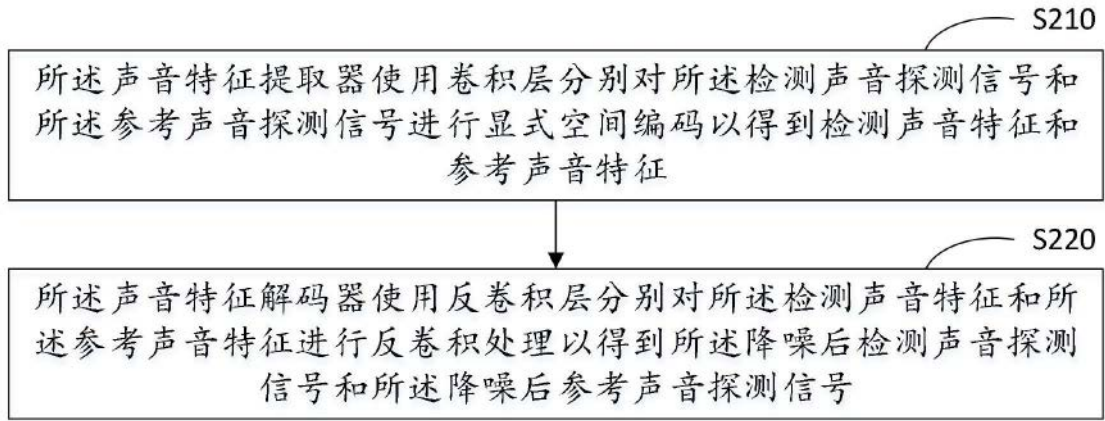 S210
所述声音特征提取器使用卷积层分别对所述检测声音探测信号和
所述参考声音探测信号进行显式空间编码以得到检测声音特征和
参考声音特征
S220
所述声音特征解码器使用反卷积层分别对所述检测声音特征和所
述参考声音特征进行反卷积处理以得到所述降噪后检测声音探测
信号和所述降噪后参考声音探测信号